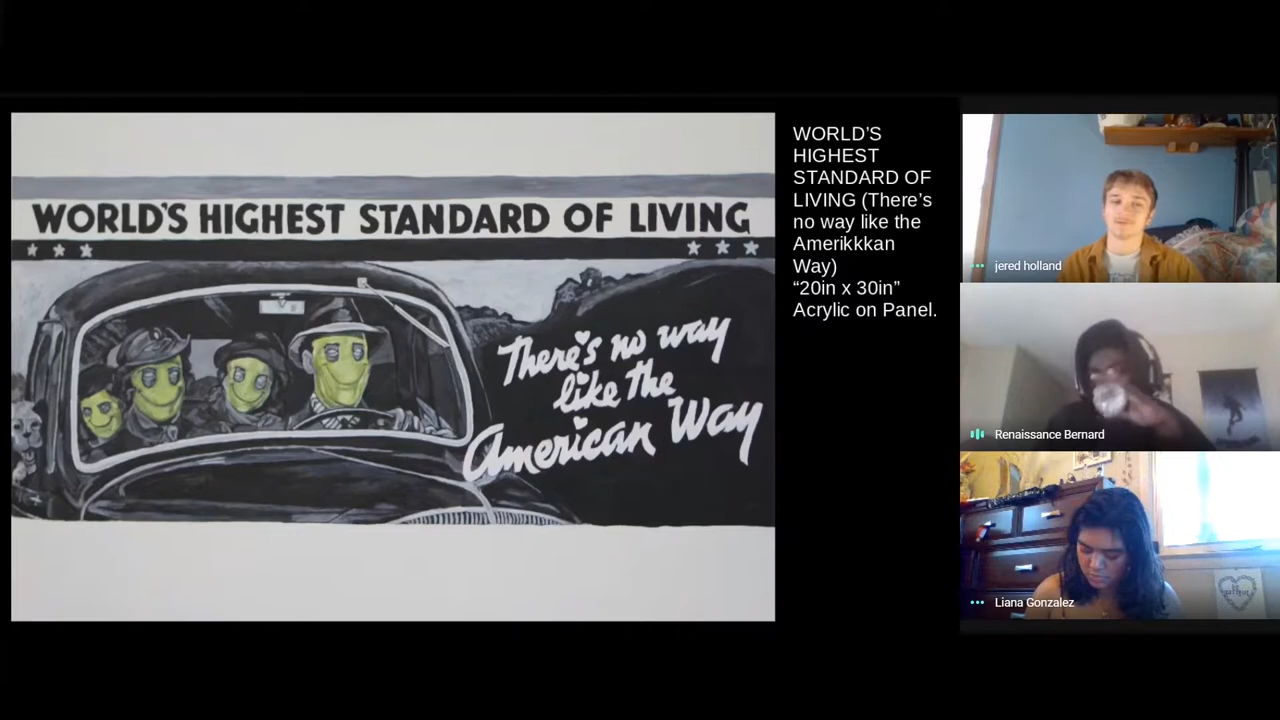 WORLD'S HIGHEST STANDARD OF LIVING
There's no way
like the
American Way
WORLD'S
HIGHEST
STANDARD OF
LIVING (There's
no way like the
Amerikkkan
Way)
“20in x 30in”
Acrylic on Panel.
jered holland
Renaissance Bernard
Liana Gonzalez